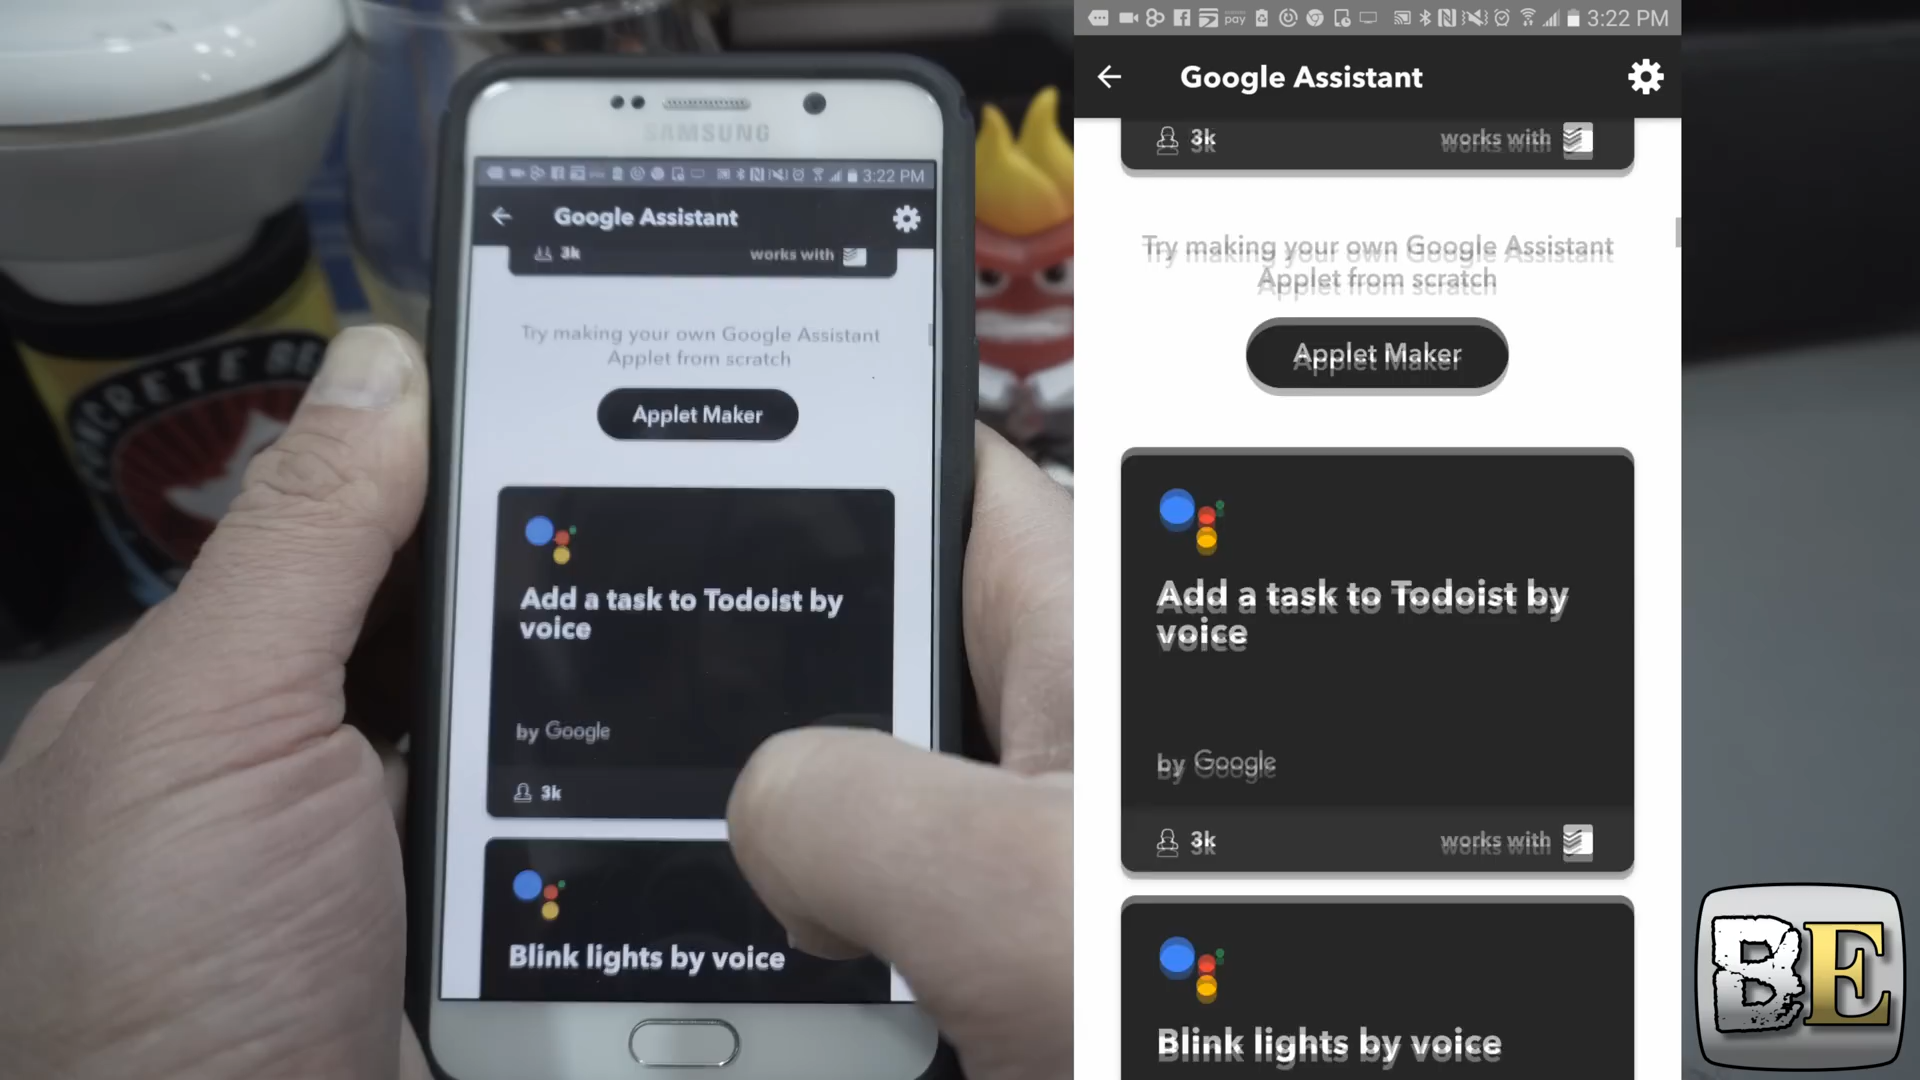 CONCRETE BE
SAMSUNG
3:22 PM
Google Assistant
3k
works with
Try making your own Google Assistant
Applet from scratch
Applet Maker
Add a task to Todoist by
voice
by Google
3k
Blink lights by voice
pay
3:22 PM
Google Assistant
3k
works with
Try making your own Google Assistant
Applet from scratch
Applet Maker
Add a task to Todoist by
voice
by Google
3k
works with
Blink lights by voice
BE